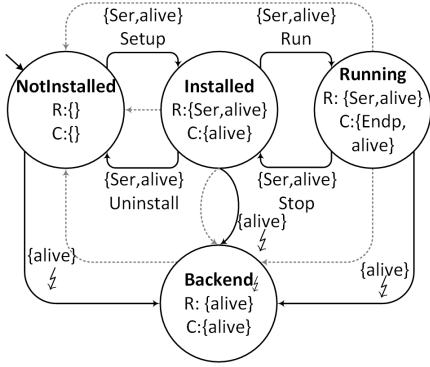 {Ser,alive}
Setup
{Ser,alive}
Run
NotInstalled
R:{}
C:{}
Installed
R:{Ser,alive}
C:{alive}
Running
R: {Ser,alive}
C:{Endp,
alive}
{Ser,alive}
Uninstall
{Ser,alive}
Stop
{alive}
{alive}
{alive}
Backend
R: {alive}
C:{alive}